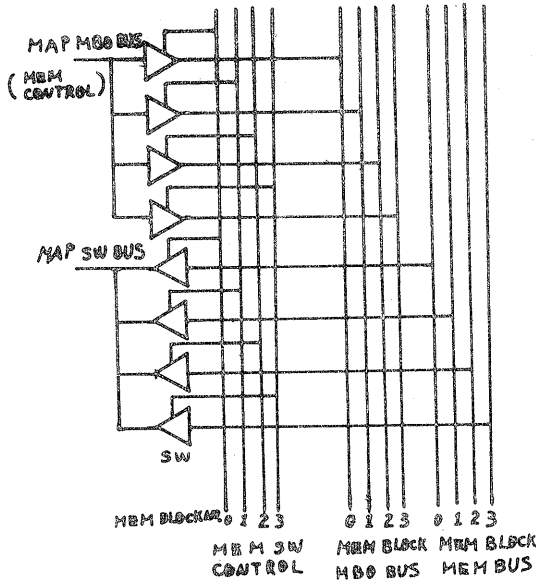 MAP MBO BUS
(MEM CONTROL)
MAP SW BUS
SW
MEM BLOCK 0 1 2 3 0 1 2 3 0 1 2 3
MEM SW CONTROL
MEM BLOCK MBO BUS
MEM BLOCK MEM BUS